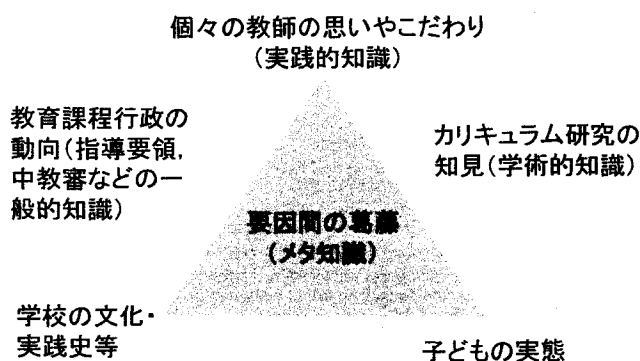 個々の教師の思いやこだわり
(実践的知識)
教育課程行政の
動向(指導要領,
中教審などの一
般的知識)
カリキュラム研究の
知見(学術的知識)
要因間の葛藤
(メタ知識)
学校の文化・
実践史等
子どもの実態